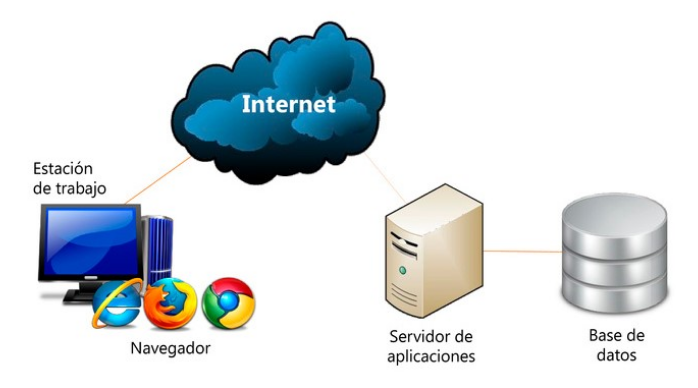 Internet
Estación
de trabajo
Navegador
Servidor de
aplicaciones
Base de
datos